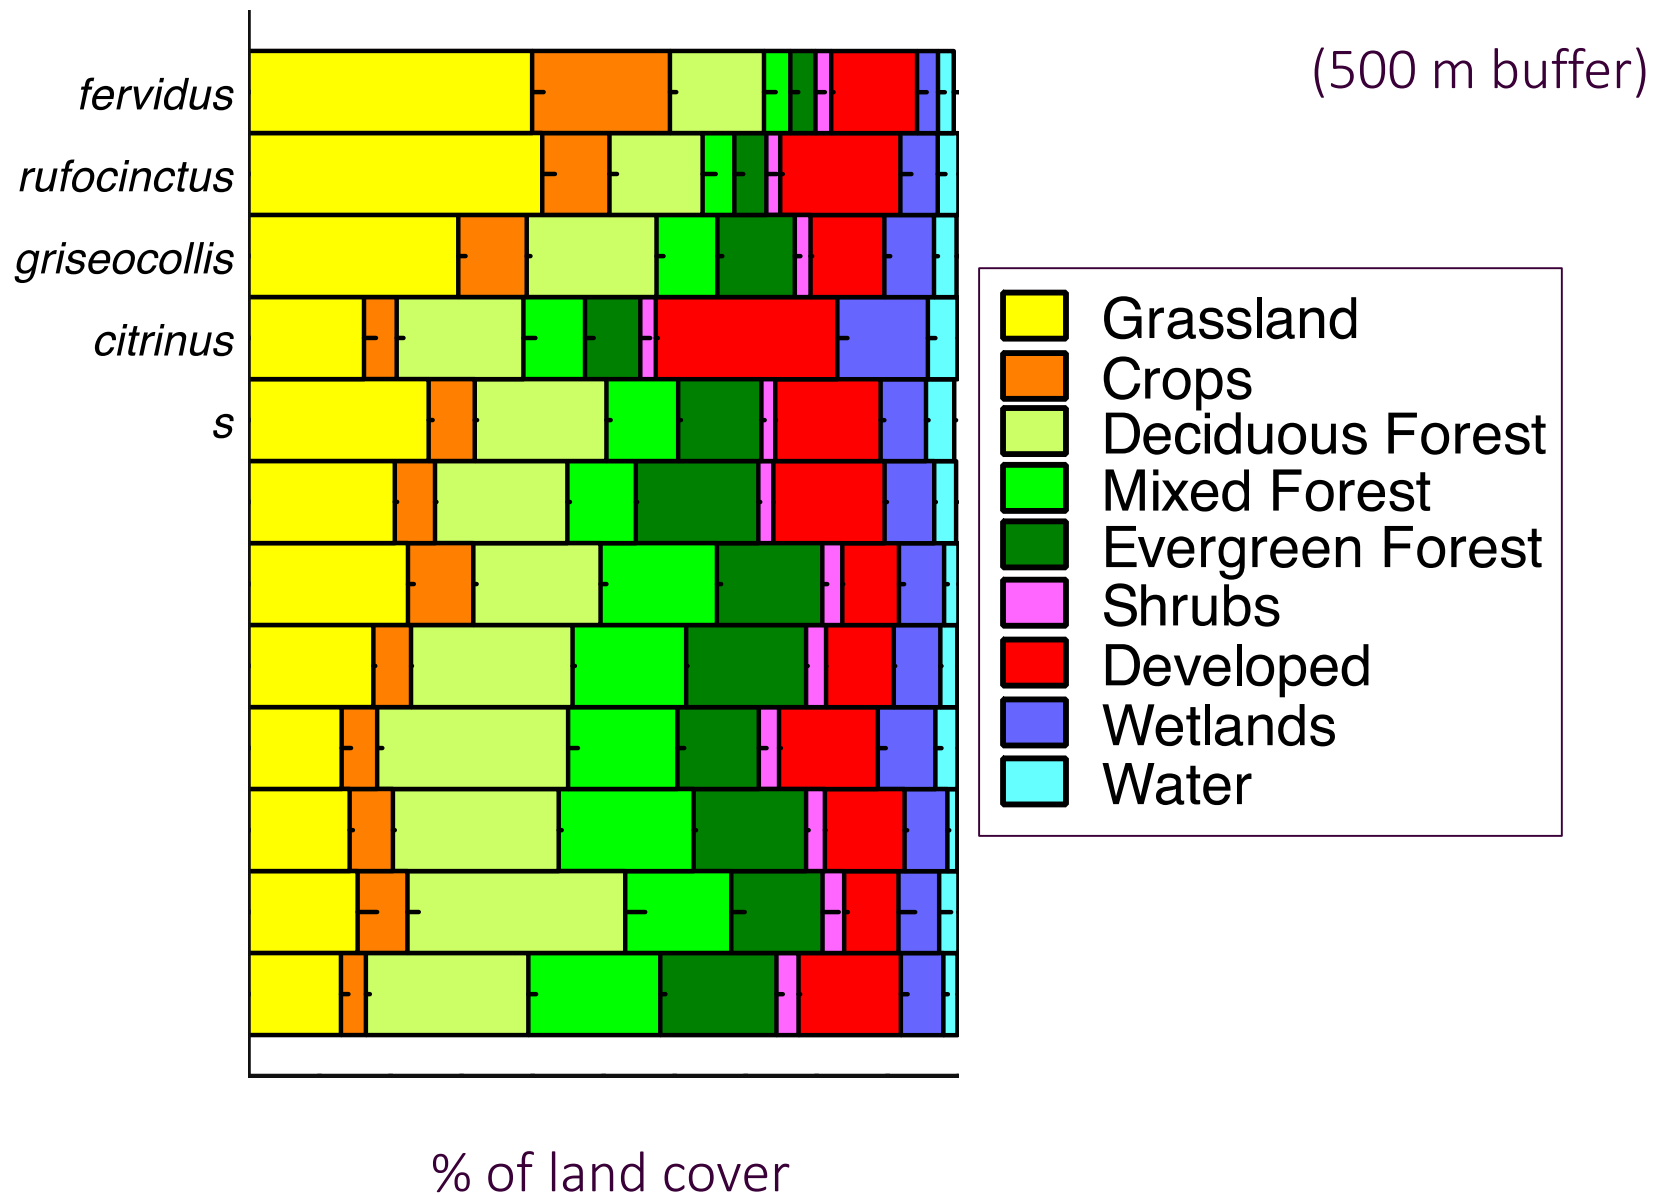 (500 m buffer)
fervidus
rufocinctus
griseocollis
citrinus
s
Grassland
Crops
Deciduous Forest
Mixed Forest
Evergreen Forest
Shrubs
Developed
Wetlands
Water
% of land cover